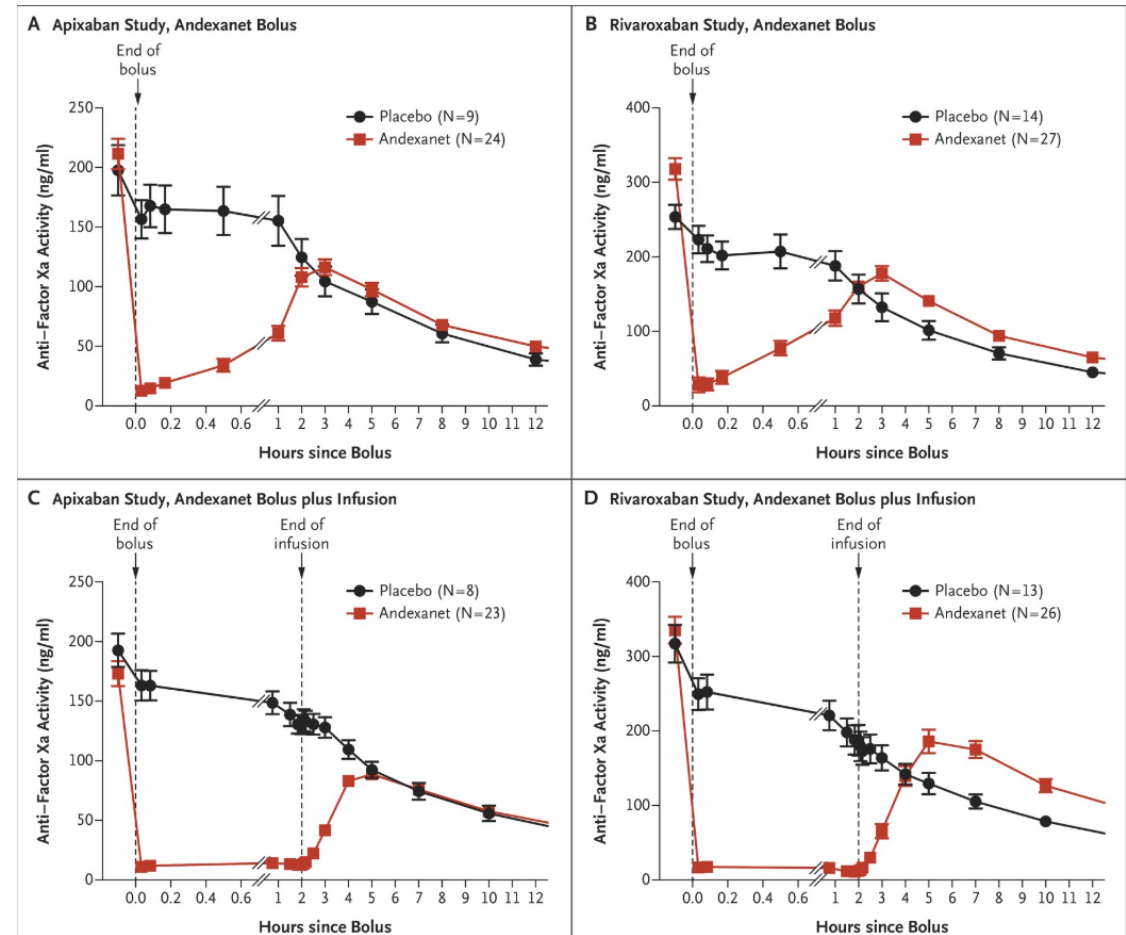 A Apixaban Study, Andexanet Bolus
End of
bolus
250
200
150
100
50
0
Anti–Factor Xa Activity (ng/ml)
Placebo (N=9)
Andexanet (N=24)
0.0 0.2 0.4 0.6 1 2 3 4 5 6 7 8 9 10 11 12
Hours since Bolus
B Rivaroxaban Study, Andexanet Bolus
End of
bolus
400
300
200
100
0
Anti–Factor Xa Activity (ng/ml)
Placebo (N=14)
Andexanet (N=27)
0.0 0.2 0.4 0.6 1 2 3 4 5 6 7 8 9 10 11 12
Hours since Bolus
C Apixaban Study, Andexanet Bolus plus Infusion
End of
bolus
End of
infusion
250
200
150
100
50
0
Anti–Factor Xa Activity (ng/ml)
Placebo (N=8)
Andexanet (N=23)
0.0 0.2 0.4 0.6 1 2 3 4 5 6 7 8 9 10 11 12
Hours since Bolus
D Rivaroxaban Study, Andexanet Bolus plus Infusion
End of
bolus
End of
infusion
400
300
200
100
0
Anti–Factor Xa Activity (ng/ml)
Placebo (N=13)
Andexanet (N=26)
0.0 0.2 0.4 0.6 1 2 3 4 5 6 7 8 9 10 11 12
Hours since Bolus